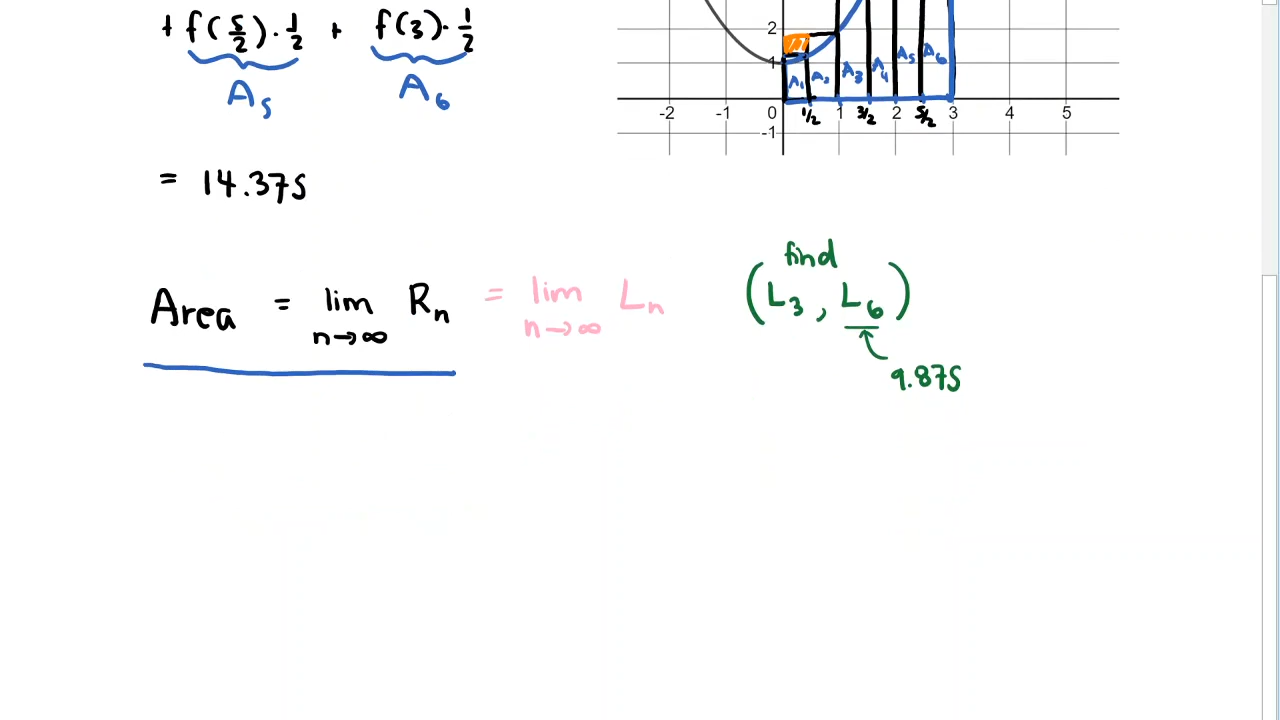 + f(5/2)·1/2 + f(3)·1/2
A5 A6
= 14.375
2
1
A1 A2 A3 A4 A5 A6
-2 -1 0 1/2 1 3/2 2 5/2 3 4 5
-1
find
(L3, L6)
Area = lim n→∞ Rn = lim n→∞ Ln
9.875